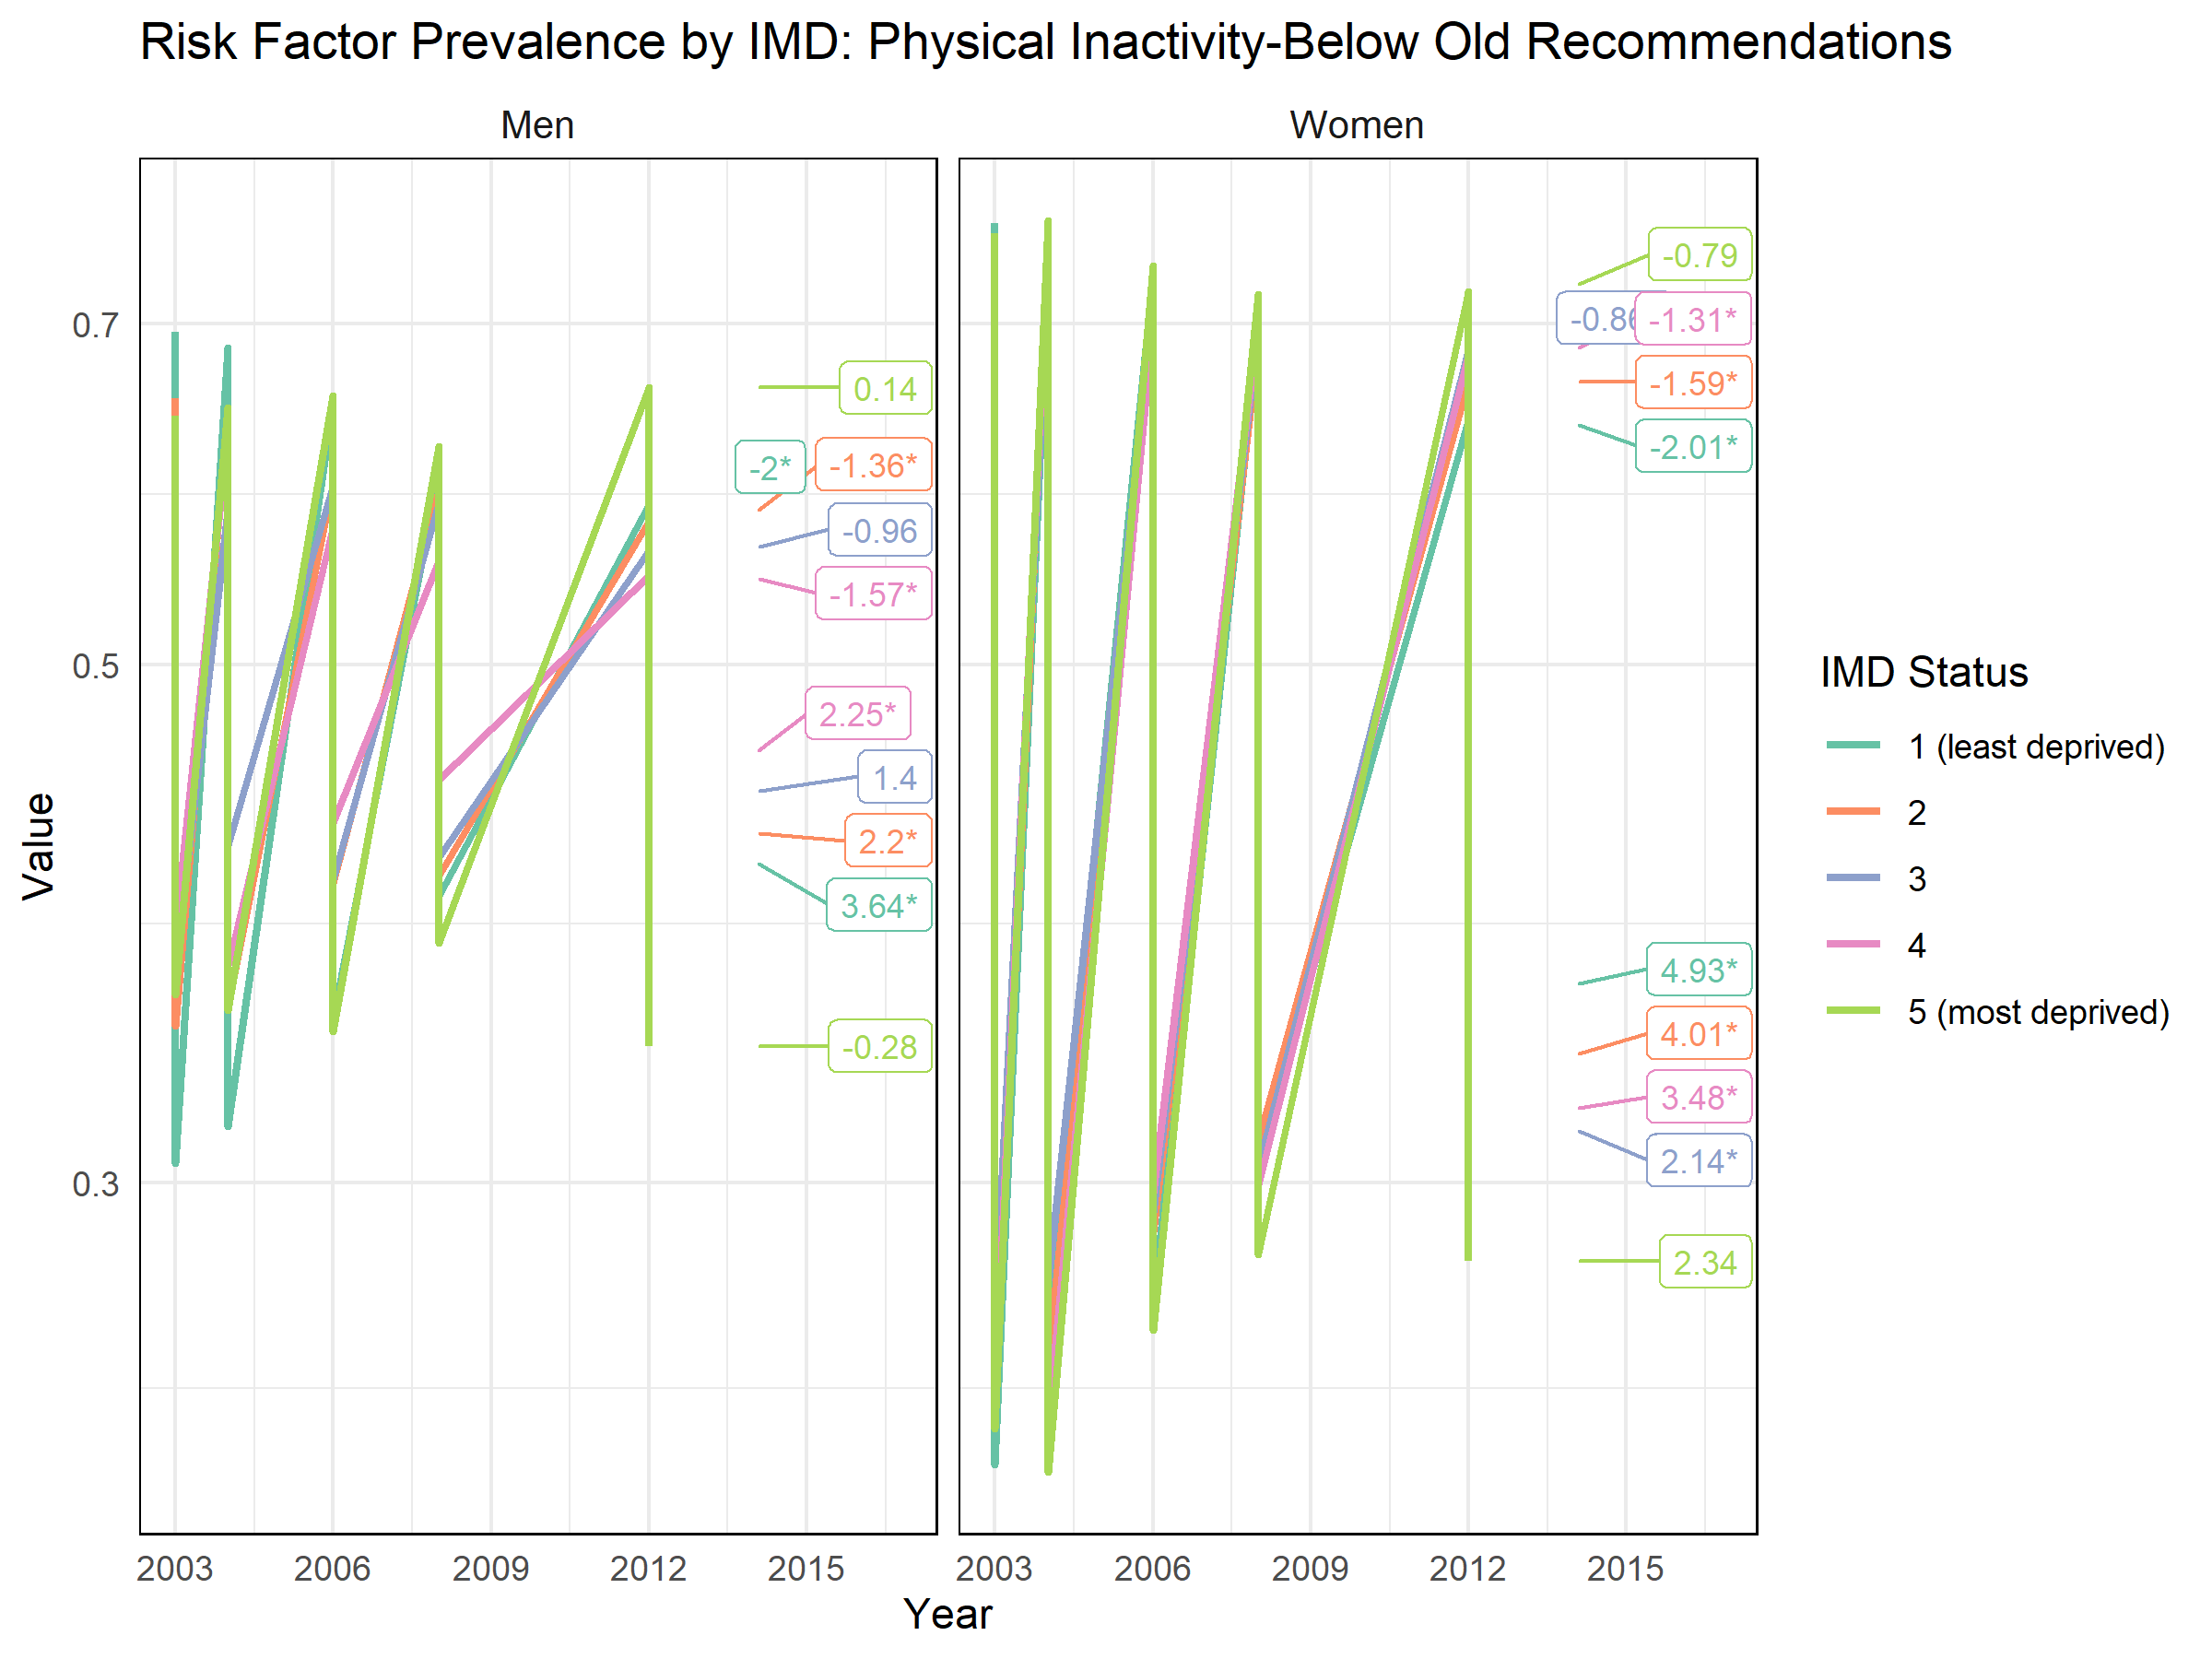 Risk Factor Prevalence by IMD: Physical Inactivity-Below Old Recommendations
Men
Women
Value
0.7
0.5
0.3
0.14
-2*
-1.36*
-0.96
-1.57*
2.25*
1.4
2.2*
3.64*
-0.28
-0.79
-1.31*
-1.59*
-2.01*
4.93*
4.01*
3.48*
2.14*
2.34
2003 2006 2009 2012 2015
2003 2006 2009 2012 2015
Year
IMD Status
1 (least deprived)
2
3
4
5 (most deprived)